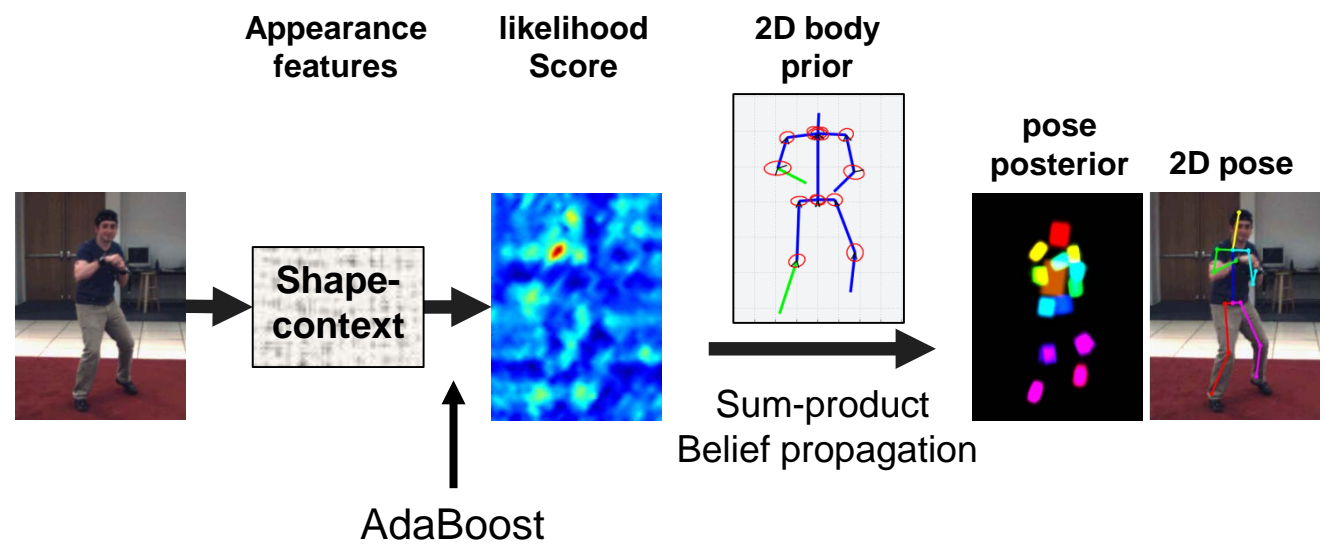 Appearance
features
likelihood
Score
2D body
prior
pose
posterior
2D pose
Shape-
context
Sum-product
Belief propagation
AdaBoost